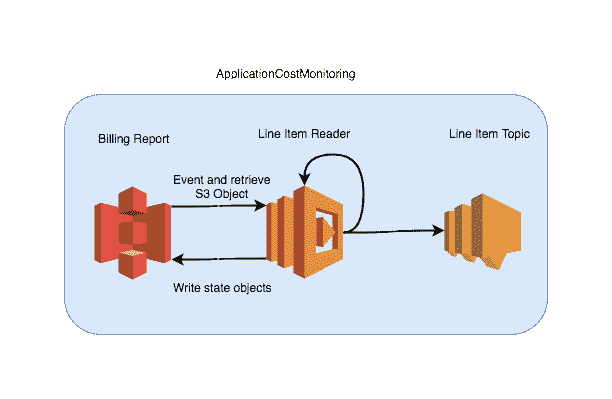 ApplicationCostMonitoring
Billing Report
Line Item Reader
Line Item Topic
Event and retrieve
S3 Object
Write state objects